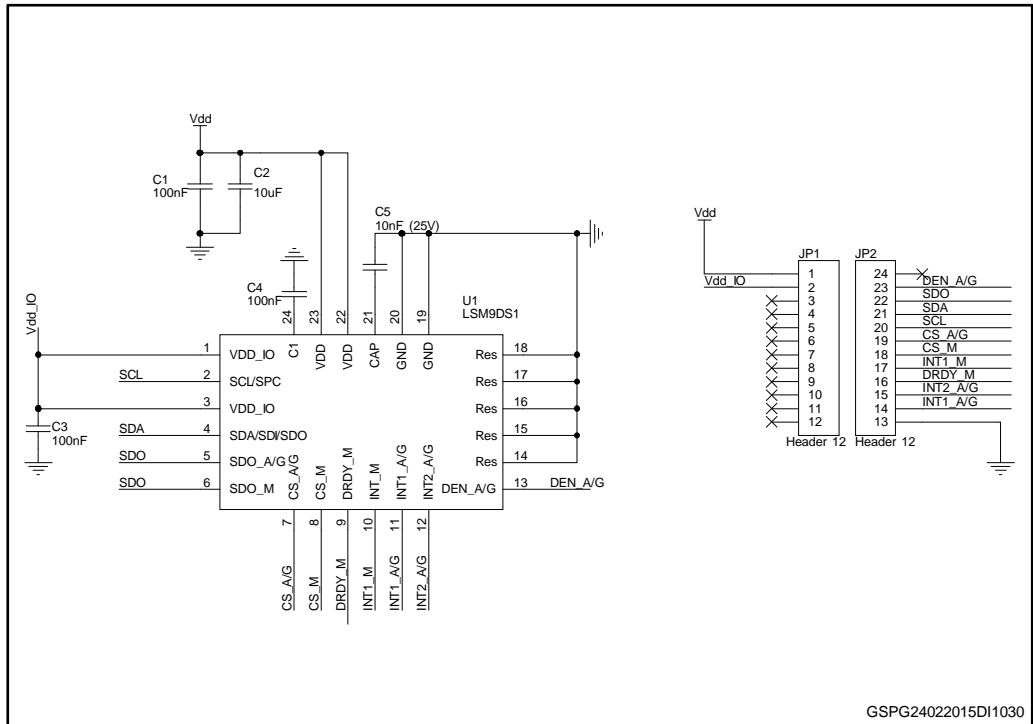 Vdd
C1
100nF
C2
10uF
C5
10nF (25V)
C4
100nF
U1
LSM9DS1
Vdd_IO
C3
100nF
24
23
22
21
20
19
C1
VDD
VDD
CAP
GND
GND
1
VDD_IO
SCL
2
SCL/SPC
3
VDD_IO
SDA
4
SDA/SDI/SDO
SDO
5
SDO_A/G
SDO
6
SDO_M
Res
18
Res
17
Res
16
Res
15
Res
14
DEN_A/G
13
DEN_A/G
CS_A/G
CS_M
DRDY_M
INT_M
INT1_A/G
INT2_A/G
7
8
9
10
11
12
CS_A/G
CS_M
DRDY_M
INT1_M
INT1_A/G
INT2_A/G
Vdd
Vdd_IO
JP1
1
2
3
4
5
6
7
8
9
10
11
12
Header 12
JP2
24
23
DEN_A/G
22
SDO
21
SDA
20
SCL
19
CS_A/G
18
CS_M
17
INT1_M
16
DRDY_M
15
INT2_A/G
14
INT1_A/G
13
Header 12
GSPG24022015DI1030